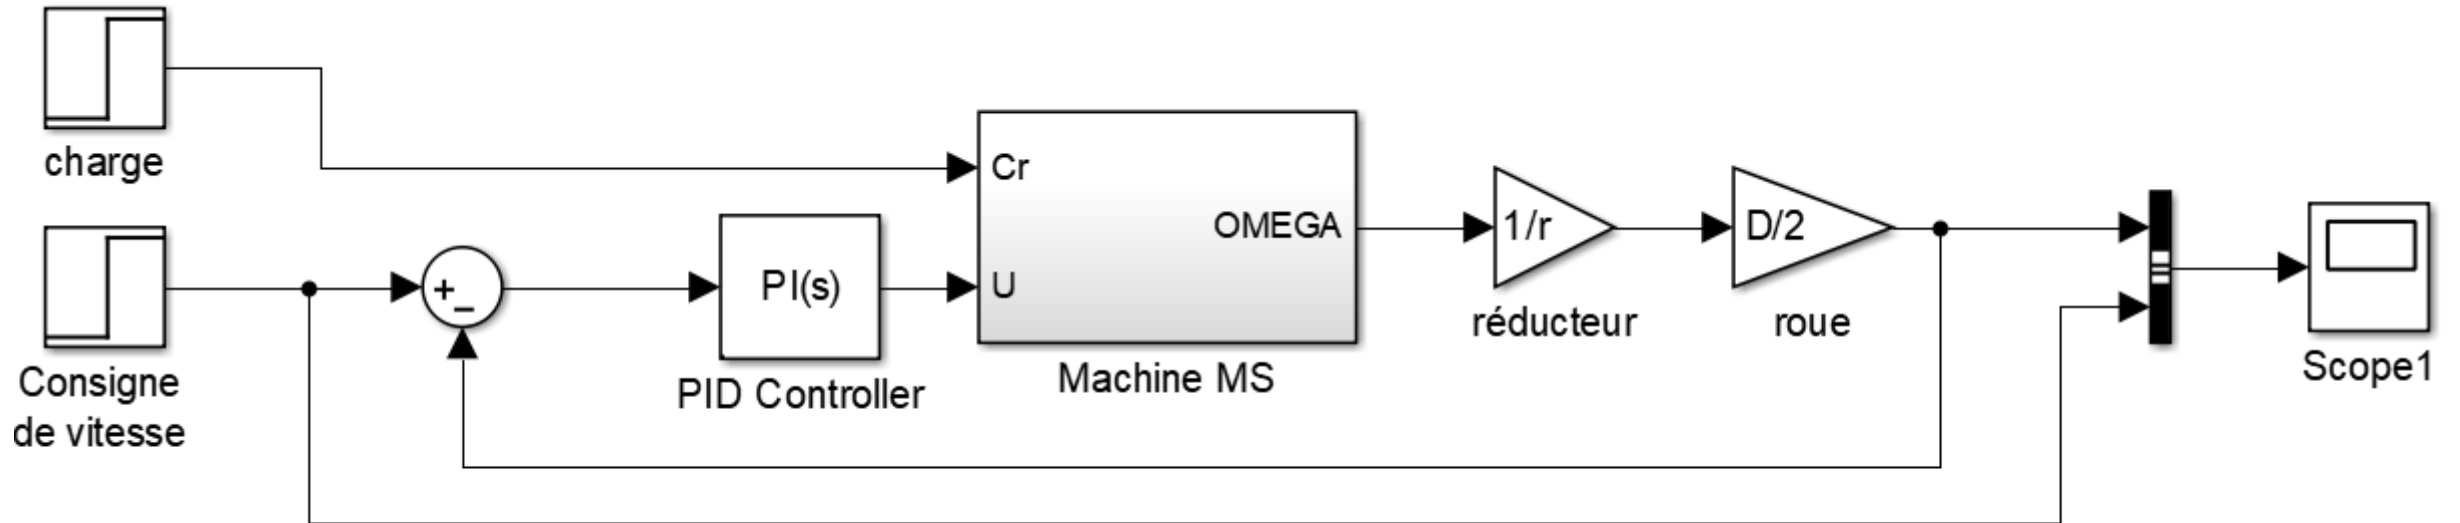 charge
Cr
OMEGA
U
Machine MS
+
−
PI(s)
PID Controller
1/r
réducteur
D/2
roue
Scope1
Consigne
de vitesse